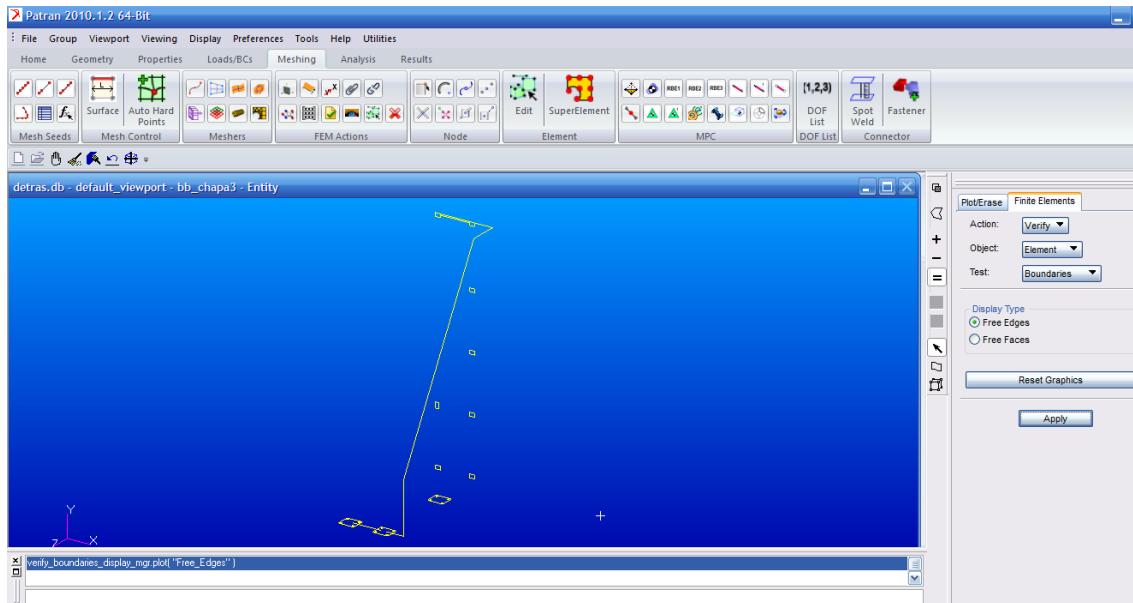 Patran 2010.1.2 64-Bit
File Group Viewport Viewing Display Preferences Tools Help Utilities
Home Geometry Properties Loads/BCs Meshing Analysis Results
RBE1 RBE2 RBE3 (1,2,3)
Surface Auto Hard Points Edit SuperElement DOF List Spot Weld Fastener
Mesh Seeds Mesh Control Meshers FEM Actions Node Element MPC DOF List Connector
detras.db - default_viewport - bb_chapa3 - Entity
Plot/Erase Finite Elements
Action: Verify
Object: Element
Test: Boundaries
Display Type
Free Edges
Free Faces
Reset Graphics
Apply
Y
Z X
verify_boundaries_display_mgr.plot( "Free_Edges" )